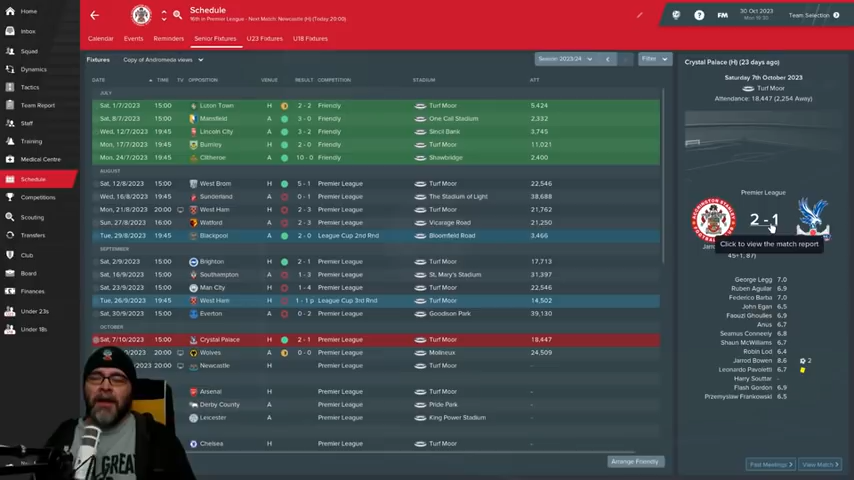 Schedule
16th in Premier League - Next Match: Newcastle (H) (Today 20:00)
30 Oct 2023
Mon 19:30
Team Selection
FM
Home
Inbox
Squad
Dynamics
Tactics
Team Report
Staff
Training
Medical Centre
Schedule
Competitions
Scouting
Transfers
Club
Board
Finances
Under 23s
Under 18s
Calendar Events Reminders Senior Fixtures U23 Fixtures U18 Fixtures
Fixtures Copy of Andromeda views Season 2023/24 Filter
DATE TIME TV OPPOSITION VENUE RESULT COMPETITION STADIUM ATT
JULY
Sat, 1/7/2023 15:00 Luton Town H 2 - 2 Friendly Turf Moor 5,424
Sat, 8/7/2023 15:00 Mansfield A 3 - 0 Friendly One Call Stadium 2,332
Wed, 12/7/2023 19:45 Lincoln City A 3 - 2 Friendly Sincil Bank 3,745
Mon, 17/7/2023 19:45 Burnley H 2 - 0 Friendly Turf Moor 11,021
Mon, 24/7/2023 19:45 Clitheroe A 10 - 0 Friendly Shawbridge 2,400
AUGUST
Sat, 12/8/2023 15:00 West Brom H 5 - 1 Premier League Turf Moor 22,546
Wed, 16/8/2023 19:45 Sunderland A 0 - 1 Premier League The Stadium of Light 38,688
Mon, 21/8/2023 20:00 West Ham H 2 - 3 Premier League Turf Moor 21,762
Sun, 27/8/2023 16:00 Watford A 2 - 3 Premier League Vicarage Road 21,250
Tue, 29/8/2023 19:45 Blackpool A 2 - 0 League Cup 2nd Rnd Bloomfield Road 3,466
SEPTEMBER
Sat, 2/9/2023 15:00 Brighton H 2 - 1 Premier League Turf Moor 17,713
Sat, 16/9/2023 15:00 Southampton A 1 - 3 Premier League St. Mary's Stadium 31,397
Sat, 23/9/2023 15:00 Man City H 1 - 4 Premier League Turf Moor 22,546
Tue, 26/9/2023 19:45 West Ham H 1 - 1 p League Cup 3rd Rnd Turf Moor 14,502
Sat, 30/9/2023 15:00 Everton A 0 - 2 Premier League Goodison Park 39,130
OCTOBER
Sat, 7/10/2023 15:00 Crystal Palace H 2 - 1 Premier League Turf Moor 18,447
20:00 Wolves A 0 - 0 Premier League Molineux 24,509
20:00 Newcastle H Premier League Turf Moor -
Arsenal H Premier League Turf Moor -
Derby County A Premier League Pride Park -
Leicester A Premier League King Power Stadium -
Chelsea H Premier League Turf Moor -
Arrange Friendly
Crystal Palace (H) (23 days ago)
Saturday 7th October 2023
Turf Moor
Attendance: 18,447 (2,254 Away)
Premier League
2 - 1
Click to view the match report
45+1, 87)
George Legg 7.0
Ruben Aguilar 6.9
Federico Barba 7.0
John Egan 6.5
Faouzi Ghoulles 6.9
Anus 6.7
Seamus Conneely 6.8
Shaun McWilliams 6.7
Robin Lod 6.4
Jarrod Bowen 8.6 2
Leonardo Pavoletti 6.7
Harry Souttar -
Flash Gordon 6.9
Przemyslaw Frankowski 6.5
Past Meetings View Match
GREAT